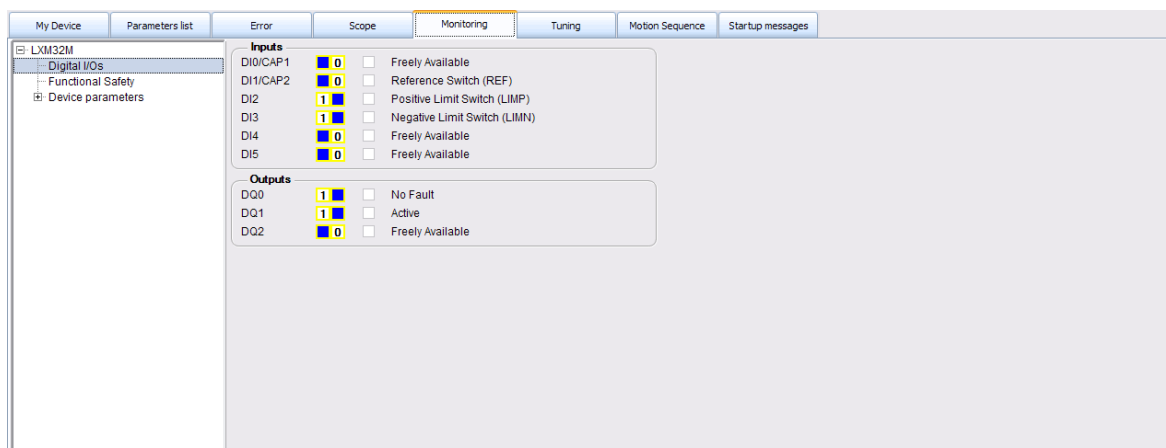 My Device Parameters list Error Scope Monitoring Tuning Motion Sequence Startup messages
LXM32M
Digital I/Os
Functional Safety
Device parameters
Inputs
DI0/CAP1 0 Freely Available
DI1/CAP2 0 Reference Switch (REF)
DI2 1 Positive Limit Switch (LIMP)
DI3 1 Negative Limit Switch (LIMN)
DI4 0 Freely Available
DI5 0 Freely Available
Outputs
DQ0 1 No Fault
DQ1 1 Active
DQ2 0 Freely Available